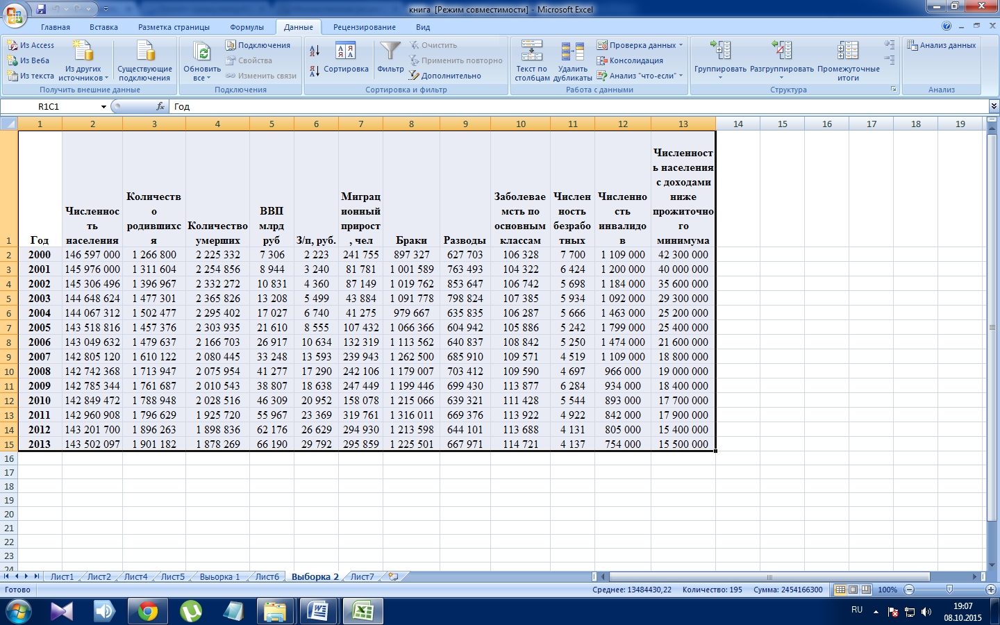 книга  [Режим совместимости] - Microsoft Excel
Главная Вставка Разметка страницы Формулы Данные Рецензирование Вид
Из Access
Из Веба
Из текста
Из других источников
Существующие подключения
Получить внешние данные
Обновить все
Подключения
Свойства
Изменить связи
Подключения
Сортировка
Фильтр
Очистить
Применить повторно
Дополнительно
Сортировка и фильтр
Текст по столбцам
Удалить дубликаты
Проверка данных
Консолидация
Анализ "что-если"
Работа с данными
Группировать
Разгруппировать
Промежуточные итоги
Структура
Анализ данных
Анализ
R1C1 fx Год
1 2 3 4 5 6 7 8 9 10 11 12 13 14 15 16 17 18 19
1 Год Численность населения Количество родившихся Количество умерших ВВП млрд руб З/п, руб. Миграционный прирост, чел Браки Разводы Заболеваемсть по основным классам Численность безработных Численность инвалидов Численность населения с доходами ниже прожиточного минимума
2 2000 146 597 000 1 266 800 2 225 332 7 306 2 223 241 755 897 327 627 703 106 328 7 700 1 109 000 42 300 000
3 2001 145 976 000 1 311 604 2 254 856 8 944 3 240 81 781 1 001 589 763 493 104 322 6 424 1 200 000 40 000 000
4 2002 145 306 496 1 396 967 2 332 272 10 831 4 360 87 149 1 019 762 853 647 106 742 5 698 1 184 000 35 600 000
5 2003 144 648 624 1 477 301 2 365 826 13 208 5 499 43 884 1 091 778 798 824 107 385 5 934 1 092 000 29 300 000
6 2004 144 067 312 1 502 477 2 295 402 17 027 6 740 41 275 979 667 635 835 106 287 5 666 1 463 000 25 200 000
7 2005 143 518 816 1 457 376 2 303 935 21 610 8 555 107 432 1 066 366 604 942 105 886 5 242 1 799 000 25 400 000
8 2006 143 049 632 1 479 637 2 166 703 26 917 10 634 132 319 1 113 562 640 837 108 842 5 250 1 474 000 21 600 000
9 2007 142 805 120 1 610 122 2 080 445 33 248 13 593 239 943 1 262 500 685 910 109 571 4 519 1 109 000 18 800 000
10 2008 142 742 368 1 713 947 2 075 954 41 277 17 290 242 106 1 179 007 703 412 109 590 4 697 966 000 19 000 000
11 2009 142 785 344 1 761 687 2 010 543 38 807 18 638 247 449 1 199 446 699 430 113 877 6 284 934 000 18 400 000
12 2010 142 849 472 1 788 948 2 028 516 46 309 20 952 158 078 1 215 066 639 321 111 428 5 544 893 000 17 700 000
13 2011 142 960 908 1 796 629 1 925 720 55 967 23 369 319 761 1 316 011 669 376 113 922 4 922 842 000 17 900 000
14 2012 143 201 700 1 896 263 1 898 836 62 176 26 629 294 930 1 213 598 644 101 113 688 4 131 805 000 15 400 000
15 2013 143 502 097 1 901 182 1 878 269 66 190 29 792 295 859 1 225 501 667 971 114 721 4 137 754 000 15 500 000
16
17
18
19
20
21
22
23
24
Лист1 Лист2 Лист4 Лист5 Выьорка 1 Лист6 Выборка 2 Лист7
Готово Среднее: 13484430,22 Количество: 195 Сумма: 2454166300 100%
RU 19:07
08.10.2015